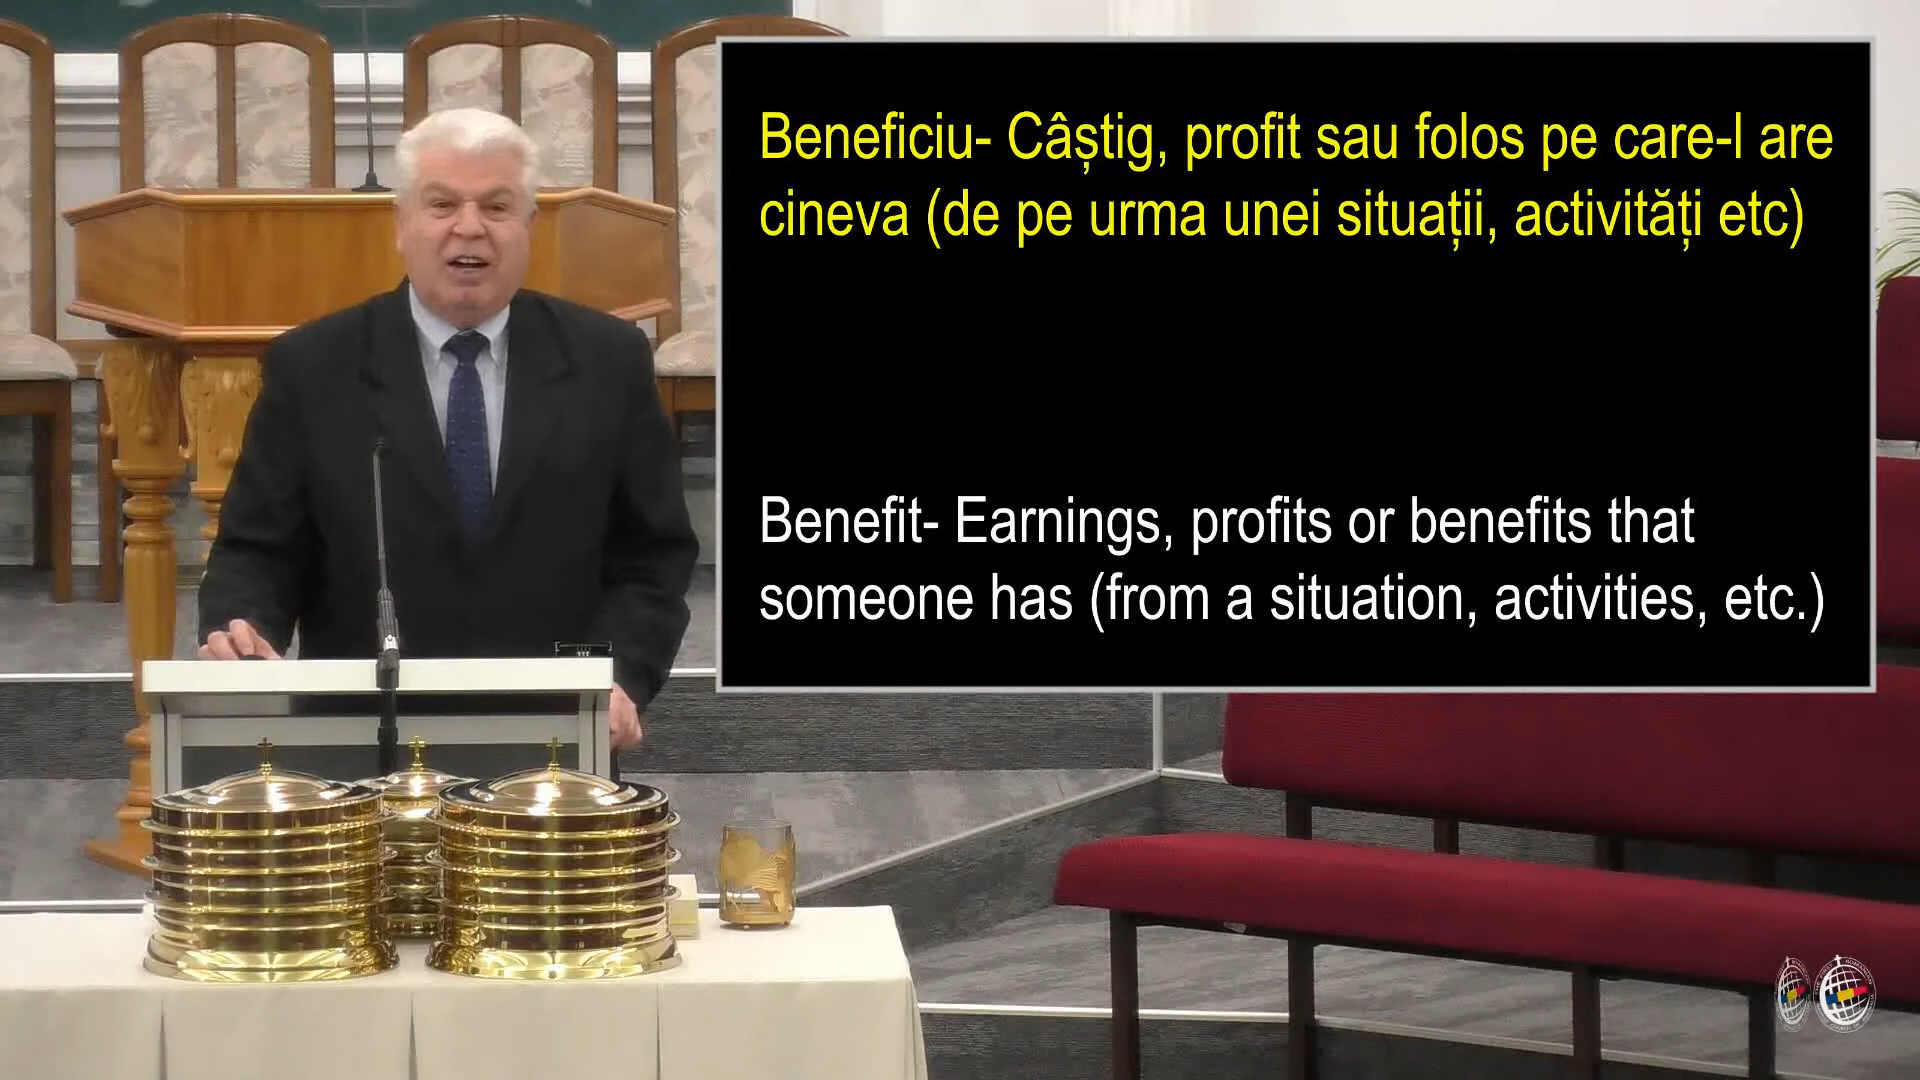 Beneficiu- Câștig, profit sau folos pe care-l are
cineva (de pe urma unei situații, activități etc)
Benefit- Earnings, profits or benefits that
someone has (from a situation, activities, etc.)